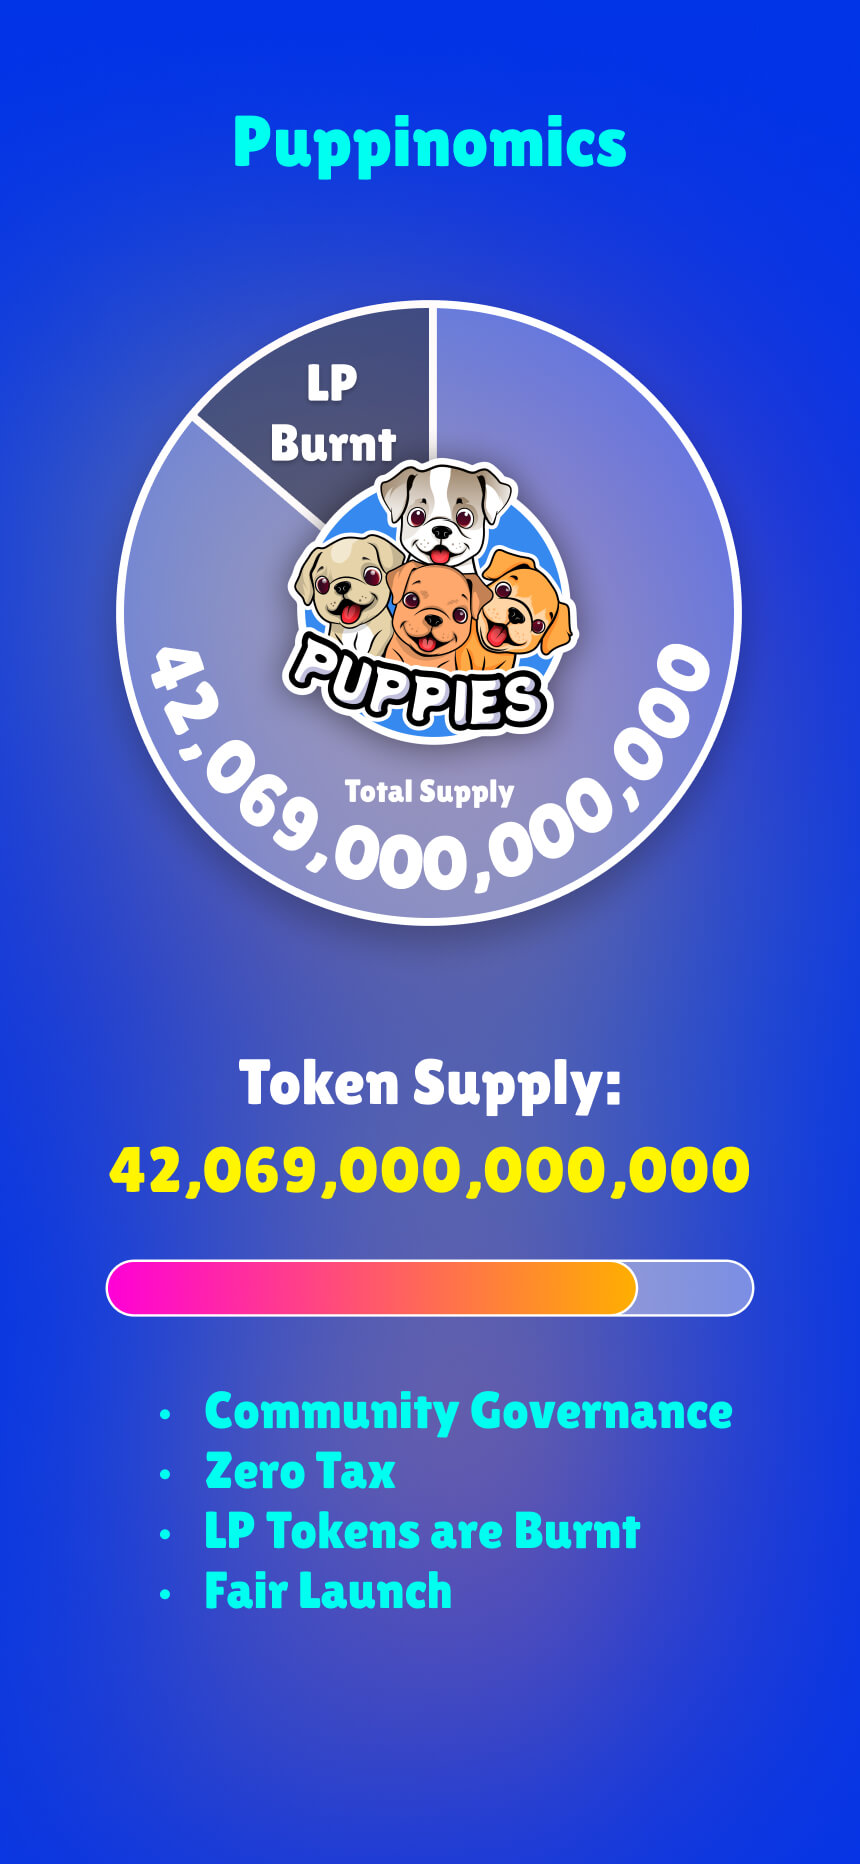 Puppinomics
LP
Burnt
PUPPIES
Total Supply
42,069,000,000,000
Token Supply:
42,069,000,000,000
• Community Governance
• Zero Tax
• LP Tokens are Burnt
• Fair Launch